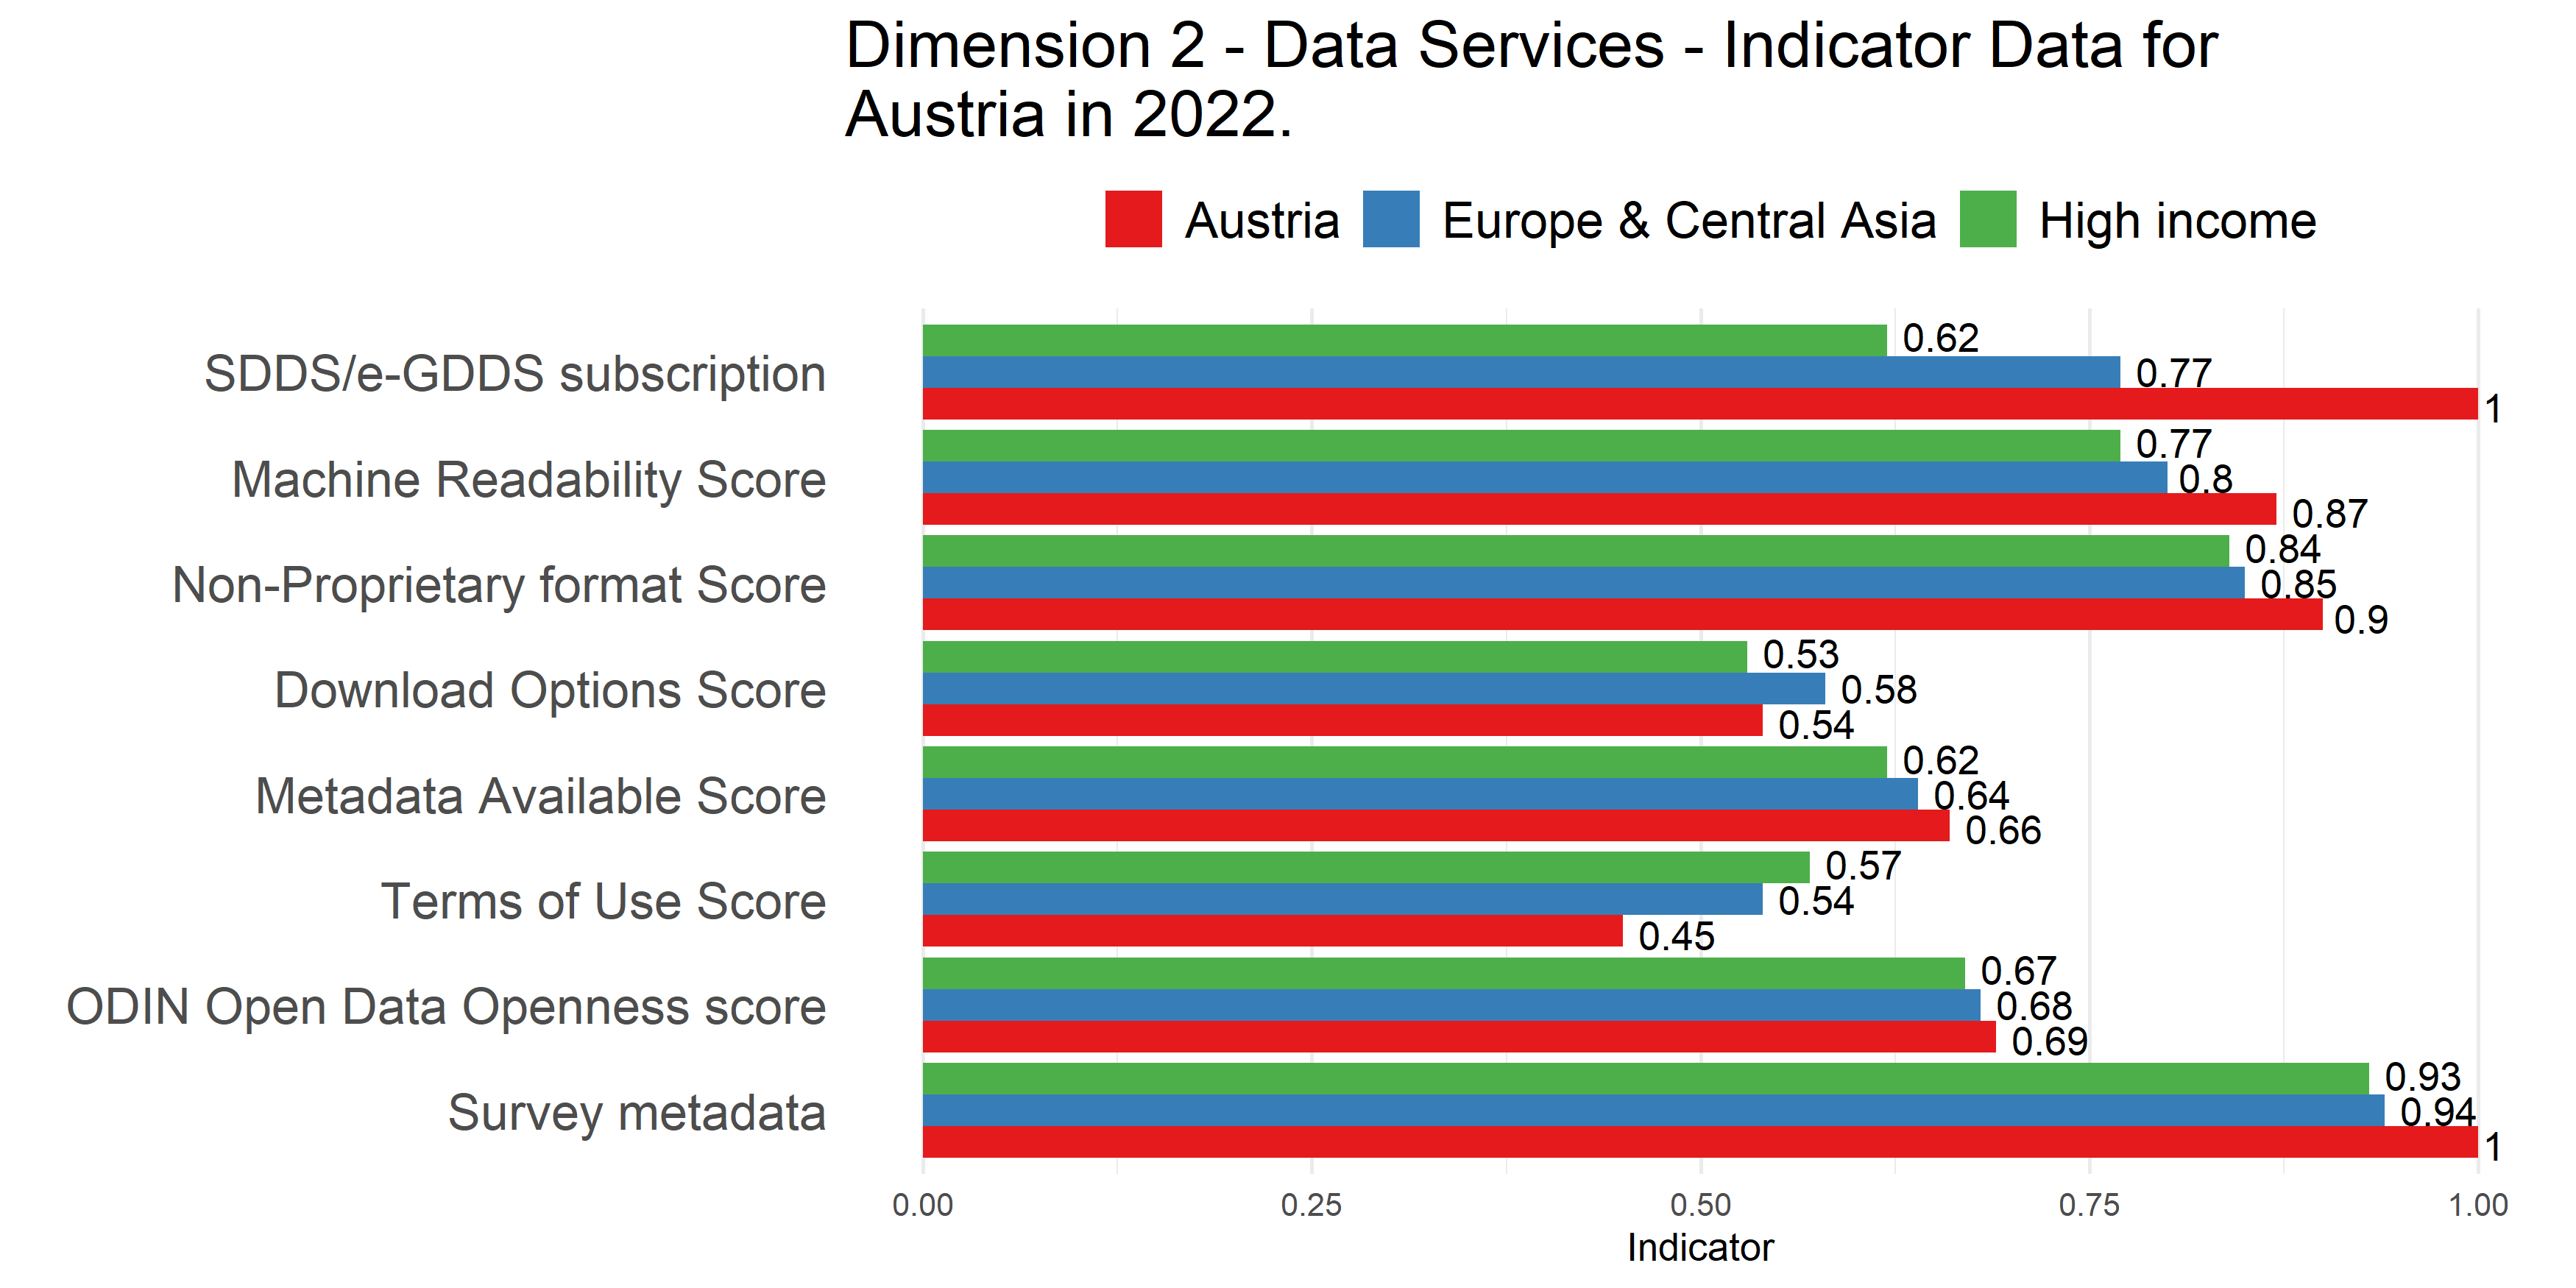 Dimension 2 - Data Services - Indicator Data for
Austria in 2022.
Austria
Europe & Central Asia
High income
SDDS/e-GDDS subscription
0.62
0.77
1
Machine Readability Score
0.77
0.8
0.87
Non-Proprietary format Score
0.84
0.85
0.9
Download Options Score
0.53
0.58
0.54
Metadata Available Score
0.62
0.64
0.66
Terms of Use Score
0.57
0.54
0.45
ODIN Open Data Openness score
0.67
0.68
0.69
Survey metadata
0.93
0.94
1
0.00
0.25
0.50
0.75
1.00
Indicator